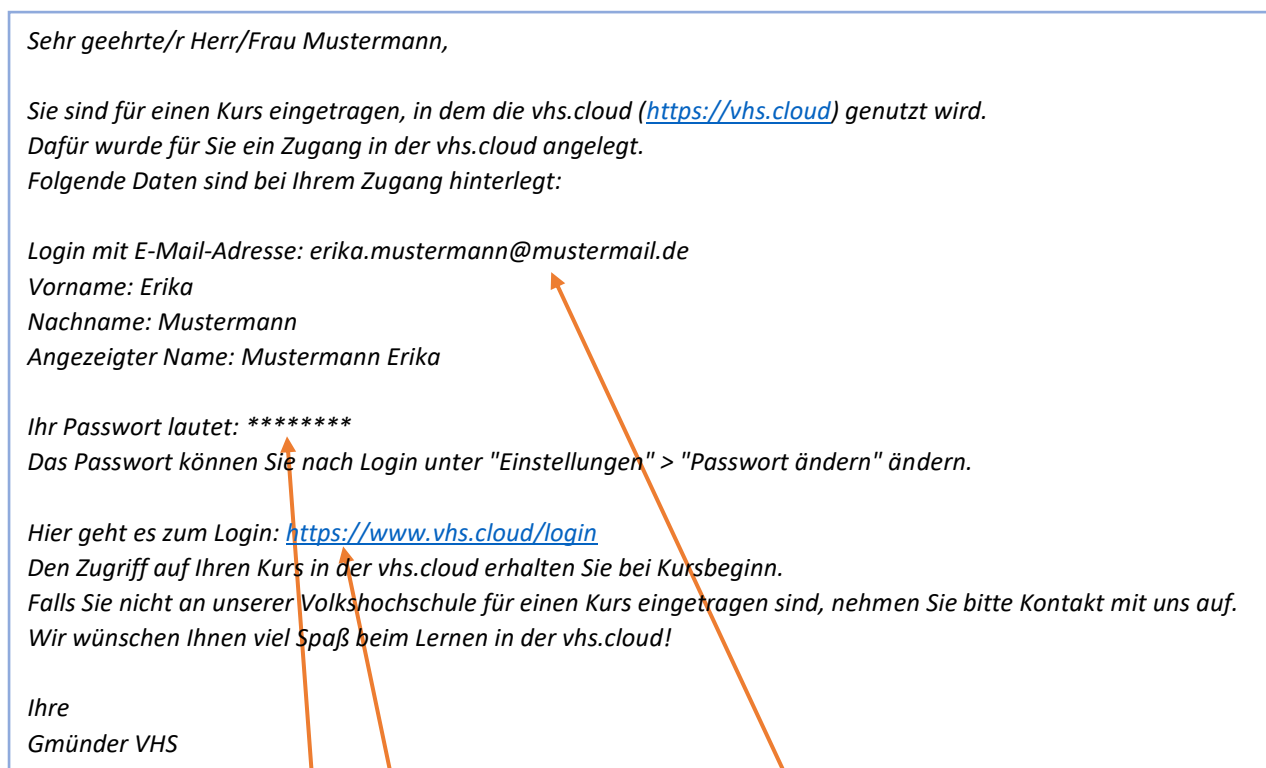 Sehr geehrte/r Herr/Frau Mustermann,
Sie sind für einen Kurs eingetragen, in dem die vhs.cloud (https://vhs.cloud) genutzt wird.
Dafür wurde für Sie ein Zugang in der vhs.cloud angelegt.
Folgende Daten sind bei Ihrem Zugang hinterlegt:
Login mit E-Mail-Adresse: erika.mustermann@mustermail.de
Vorname: Erika
Nachname: Mustermann
Angezeigter Name: Mustermann Erika
Ihr Passwort lautet: ********
Das Passwort können Sie nach Login unter "Einstellungen" > "Passwort ändern" ändern.
Hier geht es zum Login: https://www.vhs.cloud/login
Den Zugriff auf Ihren Kurs in der vhs.cloud erhalten Sie bei Kursbeginn.
Falls Sie nicht an unserer Volkshochschule für einen Kurs eingetragen sind, nehmen Sie bitte Kontakt mit uns auf.
Wir wünschen Ihnen viel Spaß beim Lernen in der vhs.cloud!
Ihre
Gmünder VHS